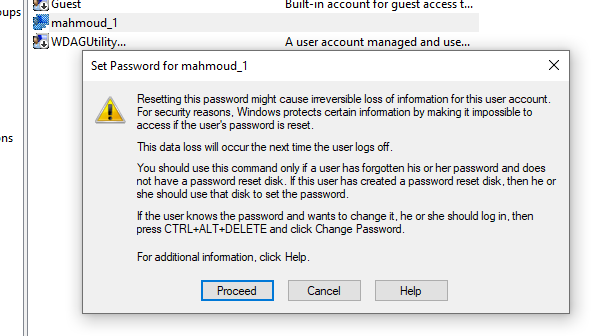 oups
Guest Built-in account for guest access t...
mahmoud_1
WDAGUtility... A user account managed and use...
Set Password for mahmoud_1
Resetting this password might cause irreversible loss of information for this user account.
For security reasons, Windows protects certain information by making it impossible to
access if the user's password is reset.
This data loss will occur the next time the user logs off.
You should use this command only if a user has forgotten his or her password and does
not have a password reset disk. If this user has created a password reset disk, then he or
she should use that disk to set the password.
ons
If the user knows the password and wants to change it, he or she should log in, then
press CTRL+ALT+DELETE and click Change Password.
For additional information, click Help.
Proceed Cancel Help